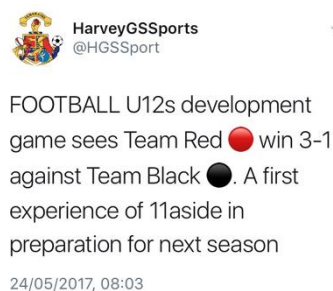 HarveyGSSports
@HGSSport
FOOTBALL U12s development
game sees Team Red 🔴 win 3-1
against Team Black ⚫. A first
experience of 11aside in
preparation for next season
24/05/2017, 08:03